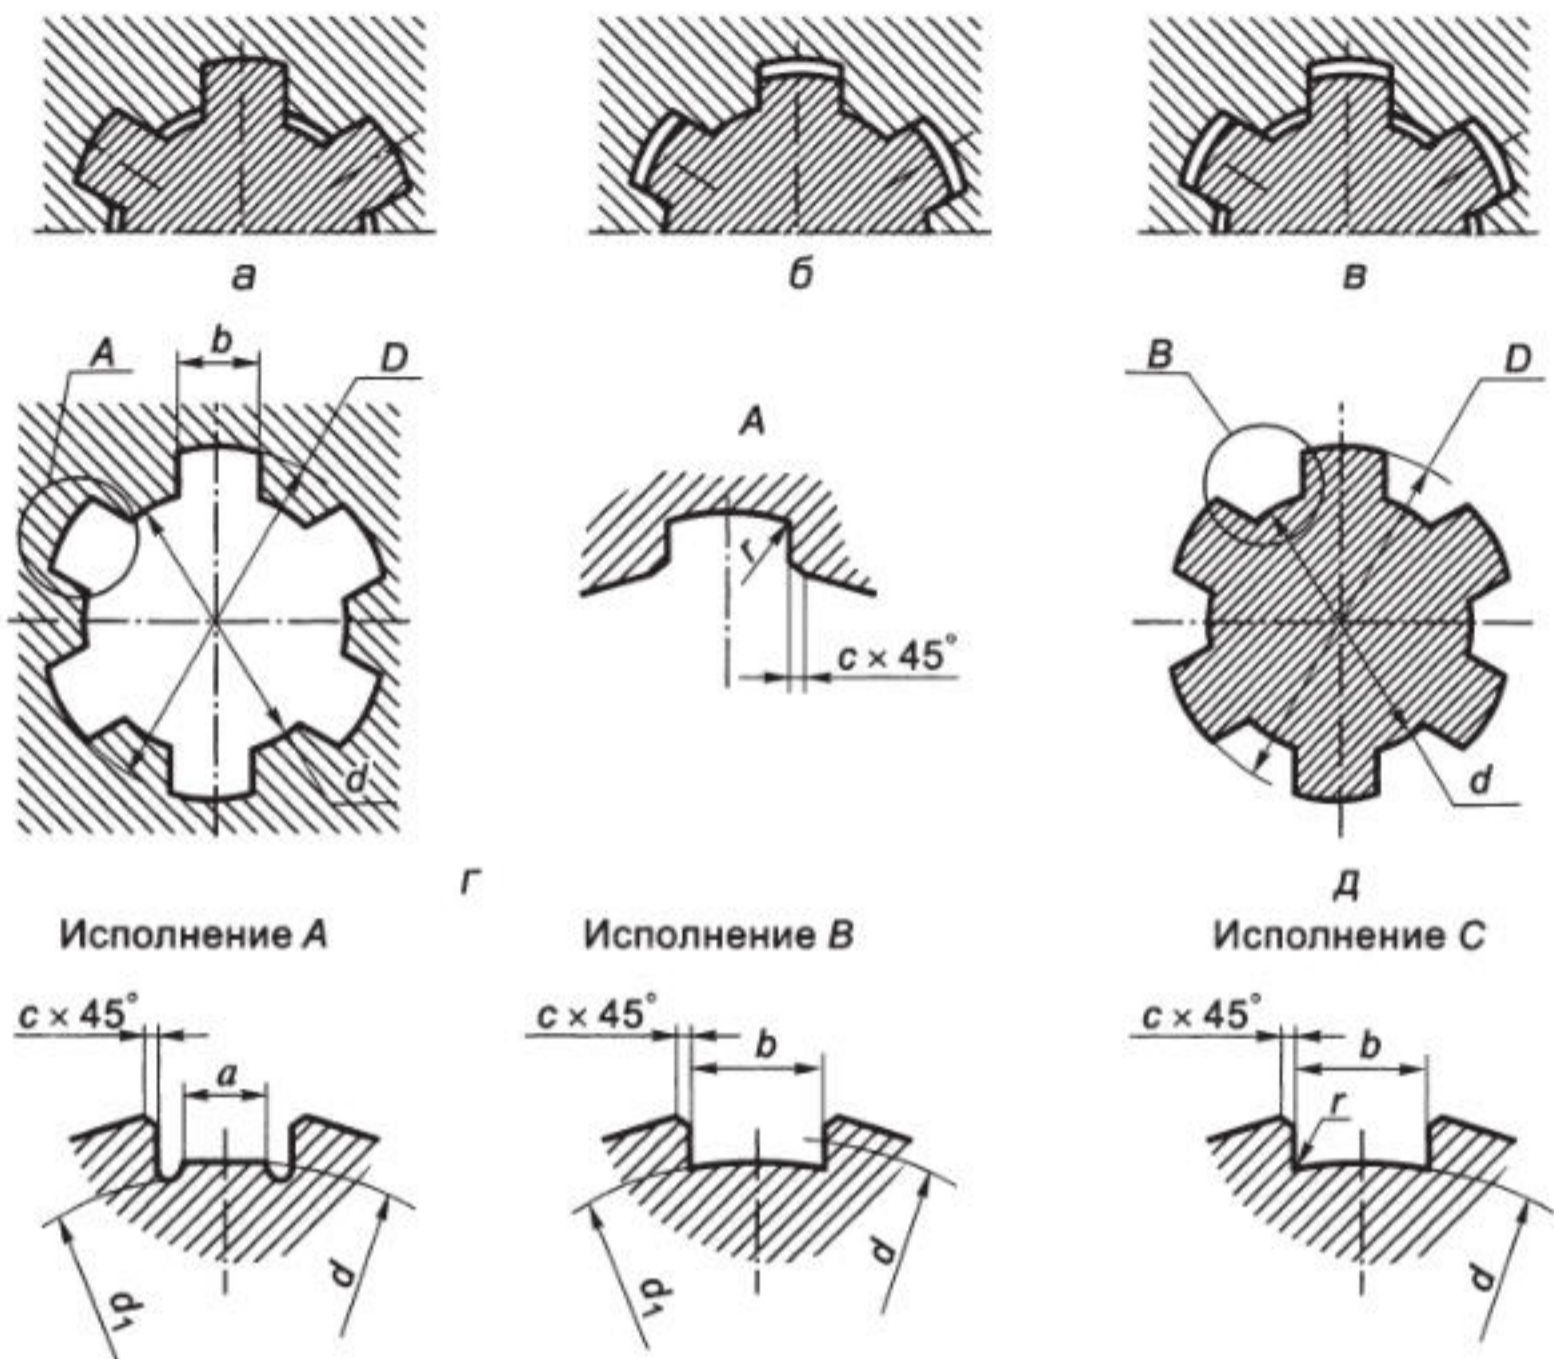 а б в
A b D
A
B D
r
c × 45°
d
d
г д
Исполнение A Исполнение B Исполнение C
c × 45° c × 45° c × 45°
a b b
r
d₁ d d₁ d d